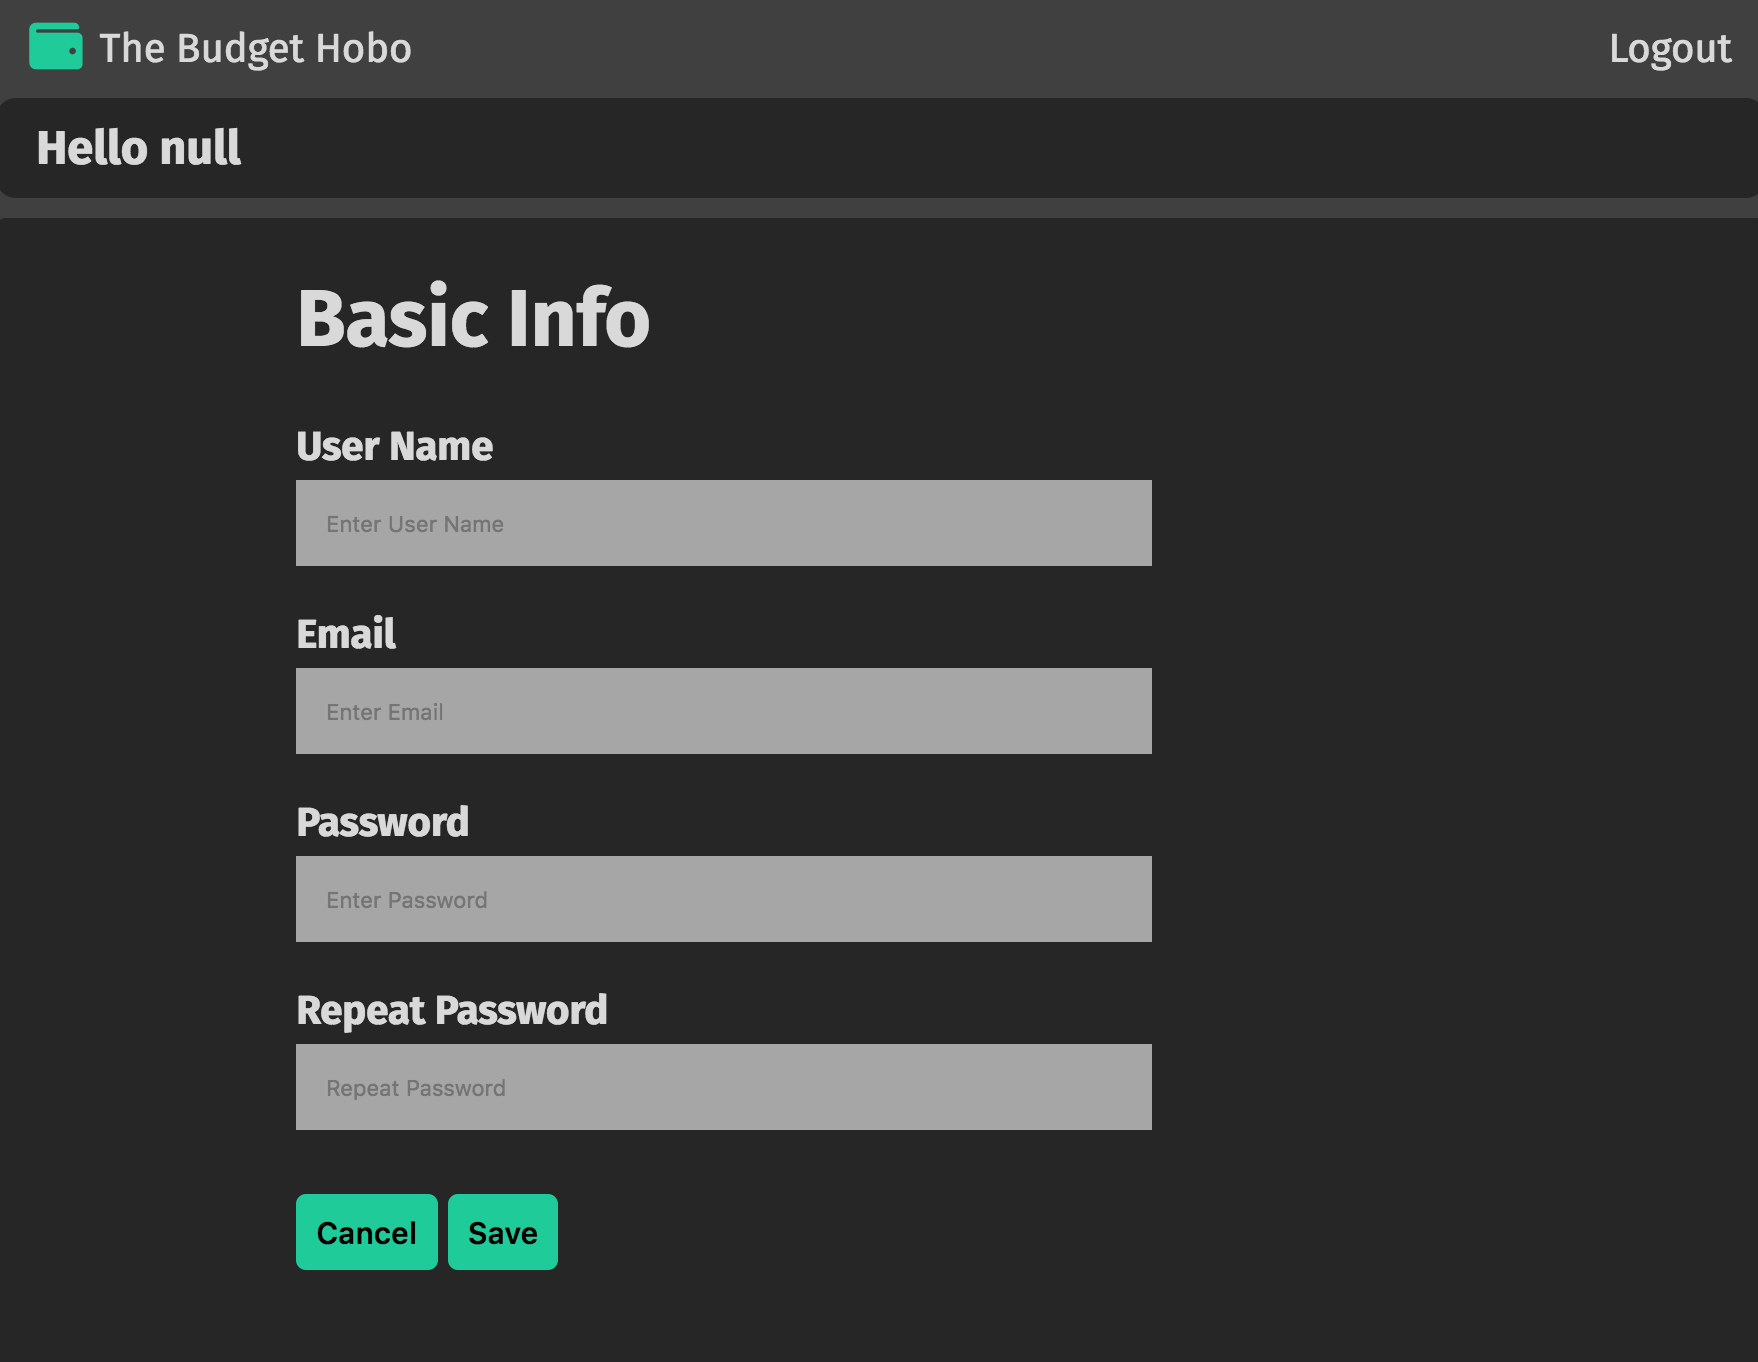 The Budget Hobo
Logout
Hello null
Basic Info
User Name
Enter User Name
Email
Enter Email
Password
Enter Password
Repeat Password
Repeat Password
Cancel
Save